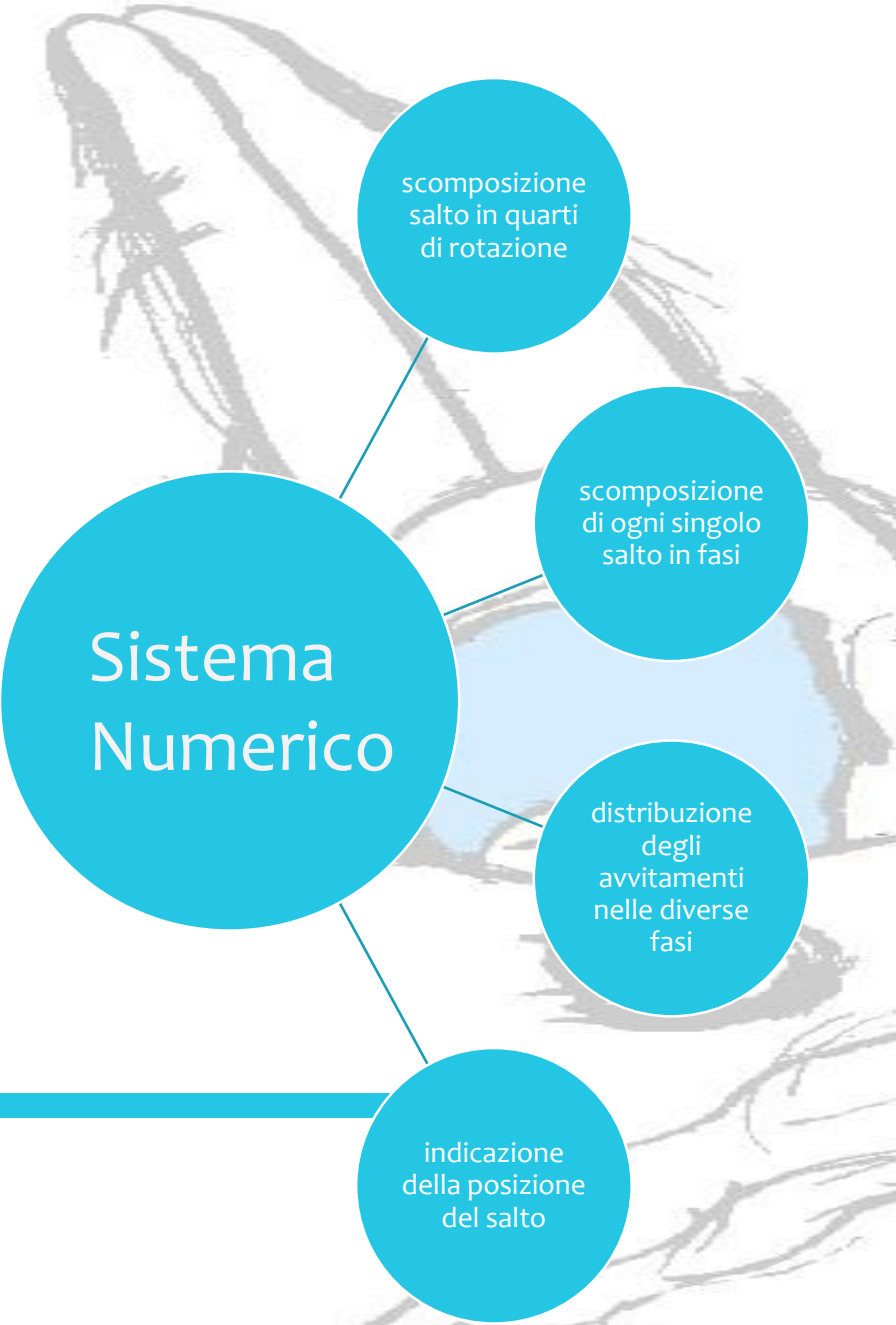 scomposizione
salto in quarti
di rotazione
scomposizione
di ogni singolo
salto in fasi
Sistema
Numerico
distribuzione
degli
avvitamenti
nelle diverse
fasi
indicazione
della posizione
del salto